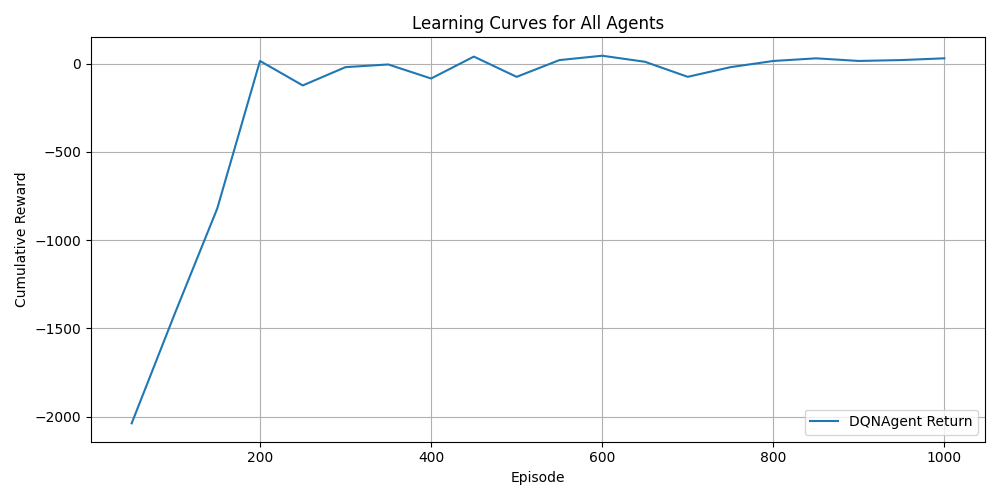 Learning Curves for All Agents
Cumulative Reward
0
−500
−1000
−1500
−2000
200
400
600
800
1000
Episode
DQNAgent Return